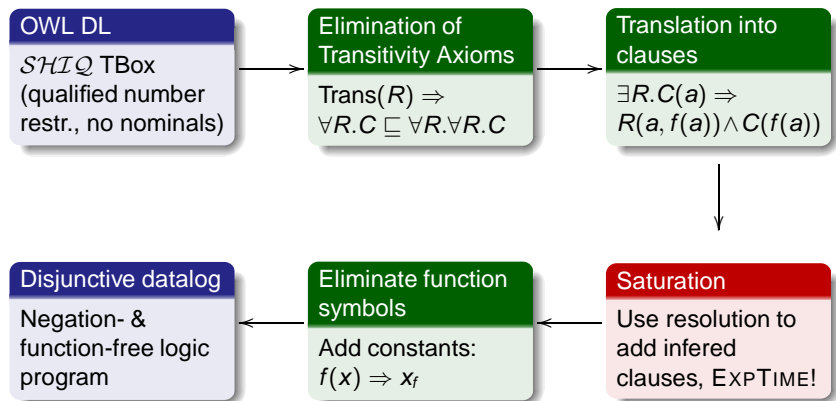 OWL DL
𝒮ℋℐ𝒬 TBox
(qualified number
restr., no nominals)
Elimination of
Transitivity Axioms
Trans(R) ⇒
∀R.C ⊑ ∀R.∀R.C
Translation into
clauses
∃R.C(a) ⇒
R(a, f(a))∧C(f(a))
Disjunctive datalog
Negation- &
function-free logic
program
Eliminate function
symbols
Add constants:
f(x) ⇒ x_f
Saturation
Use resolution to
add infered
clauses, EXPTIME!